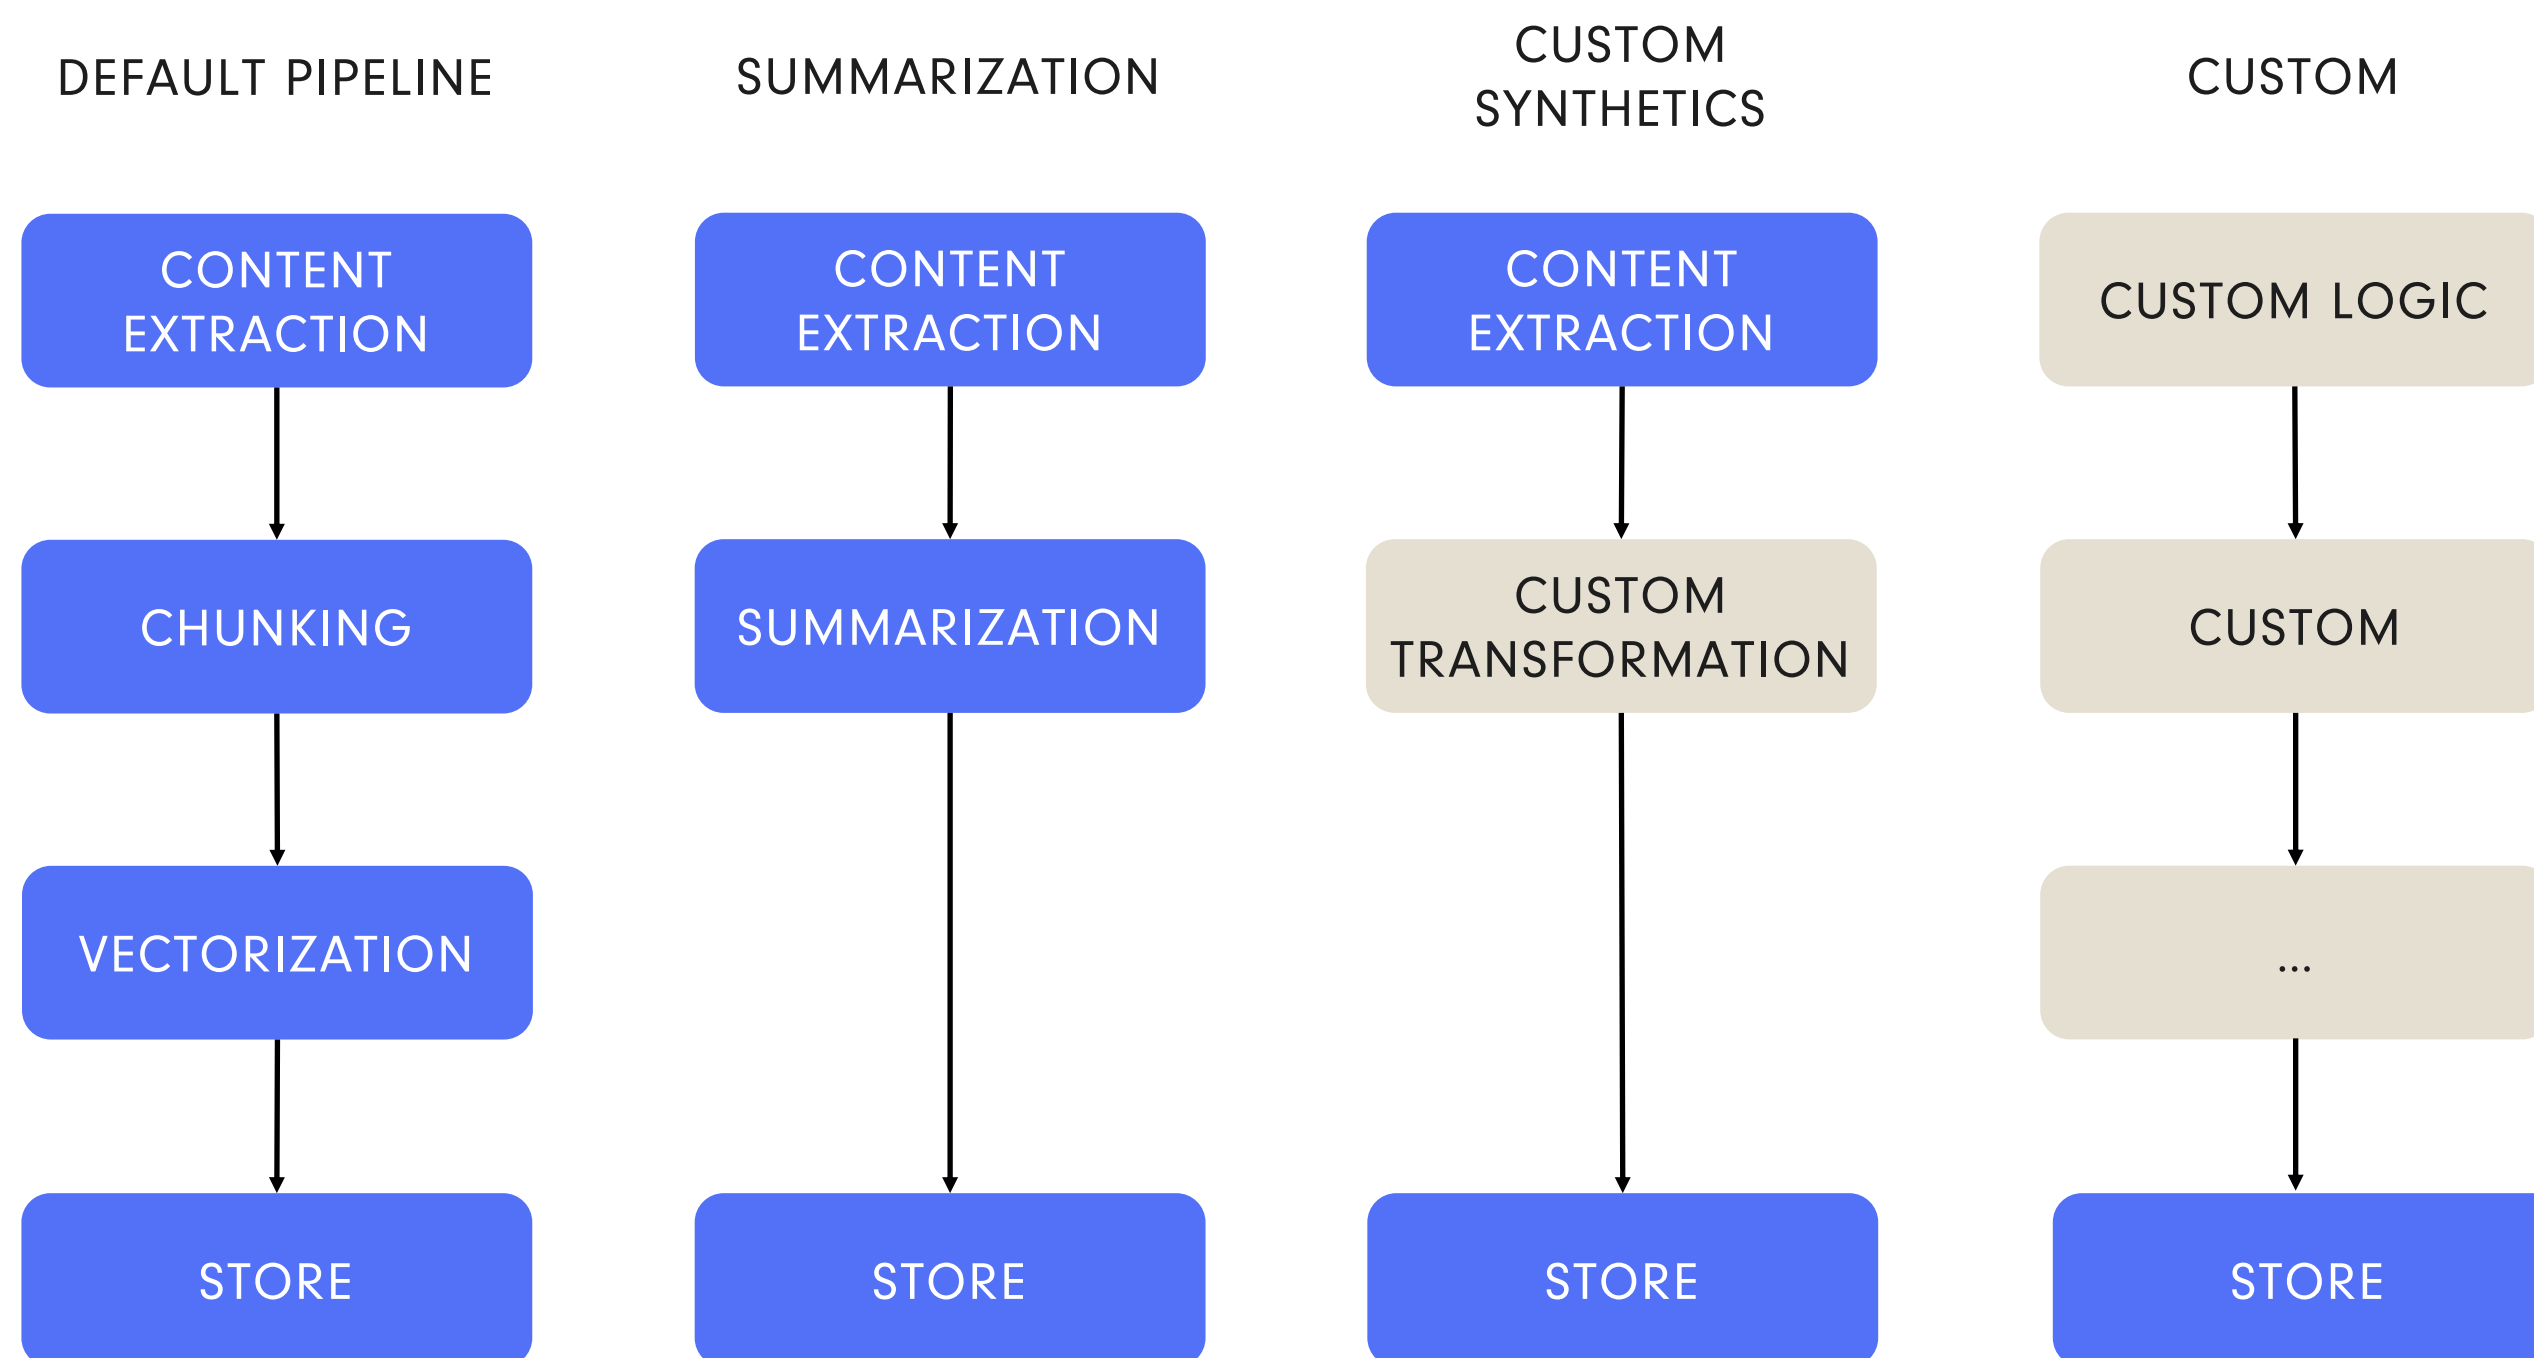 DEFAULT PIPELINE
SUMMARIZATION
CUSTOM
SYNTHETICS
CUSTOM
CONTENT
EXTRACTION
CONTENT
EXTRACTION
CONTENT
EXTRACTION
CUSTOM LOGIC
CHUNKING
SUMMARIZATION
CUSTOM
TRANSFORMATION
CUSTOM
VECTORIZATION
...
STORE
STORE
STORE
STORE